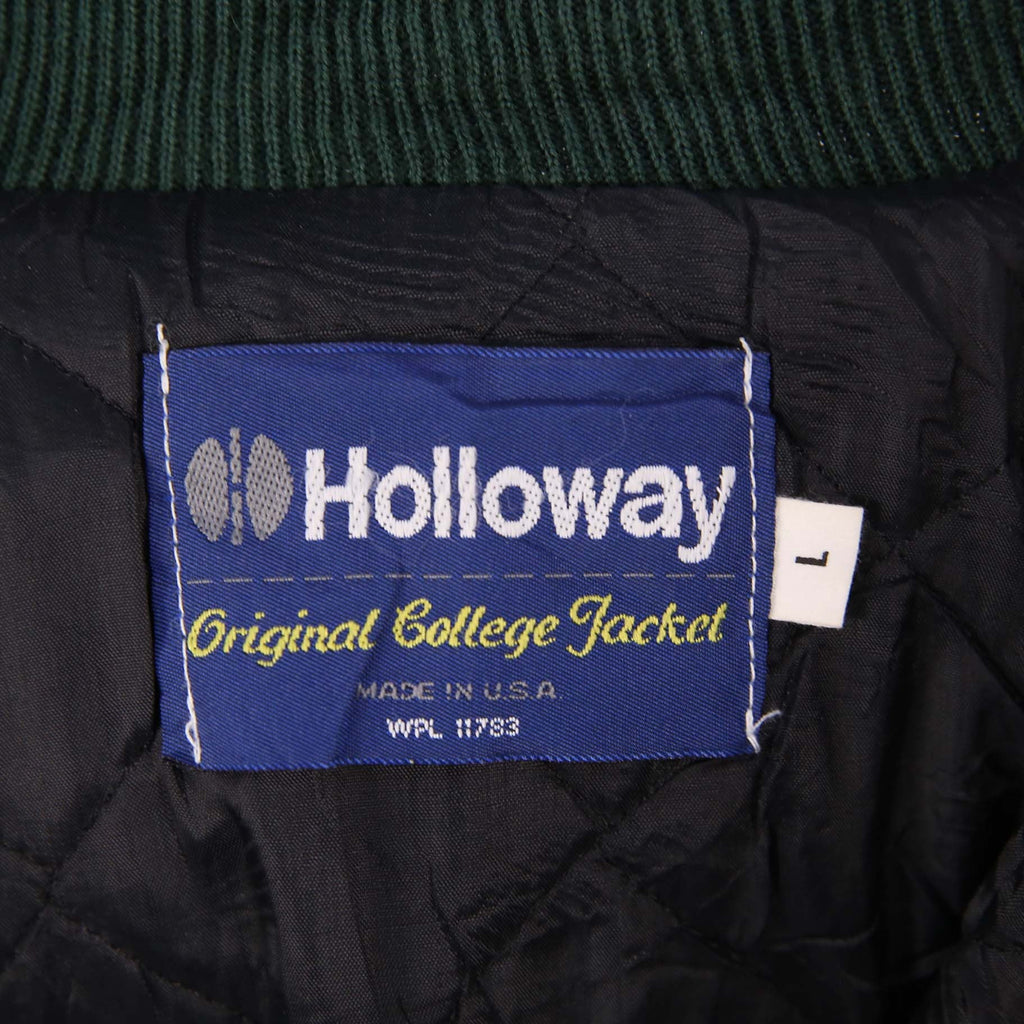 Holloway
Original College Jacket
MADE IN U.S.A.
WPL 11783
L